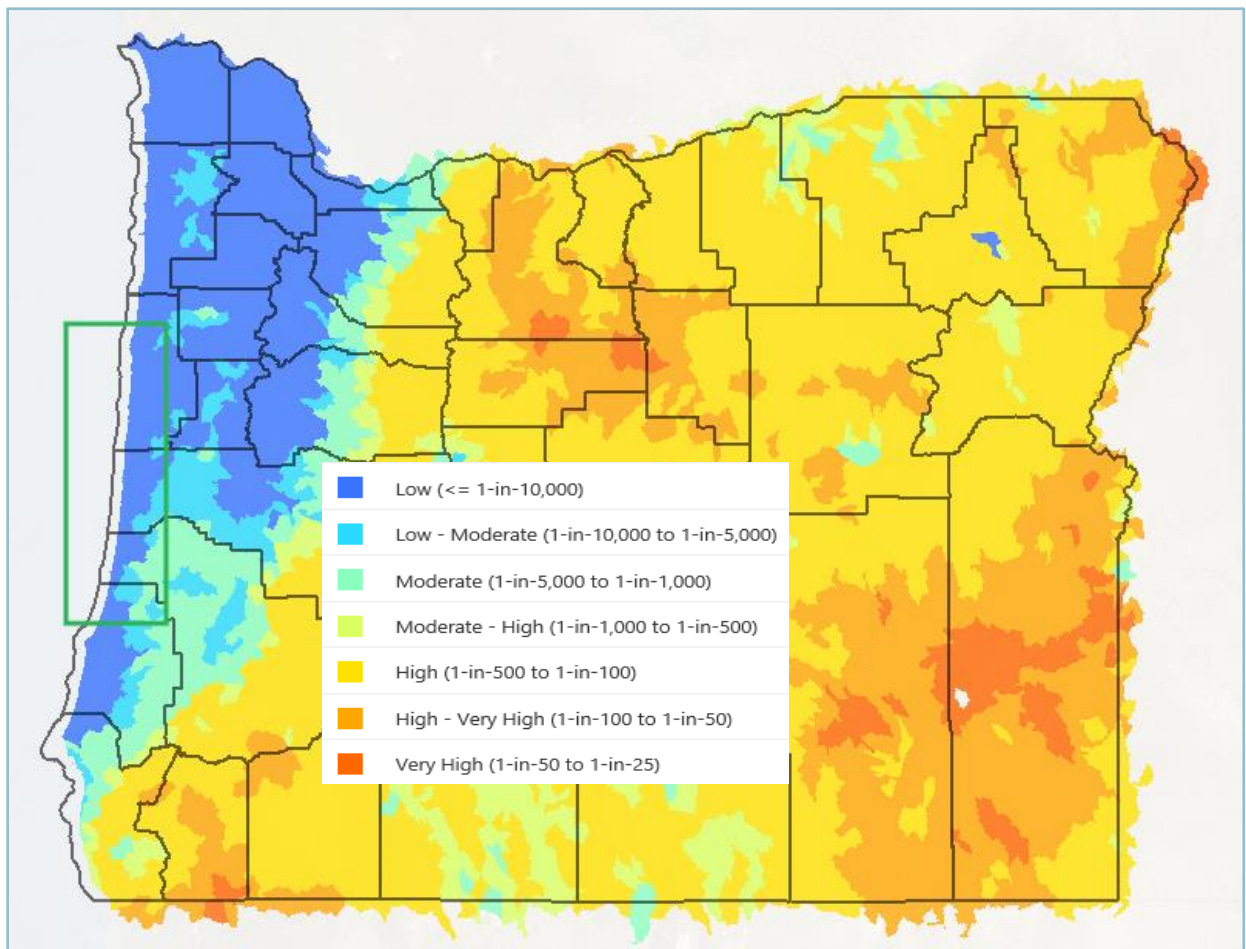 Low (<= 1-in-10,000)
Low - Moderate (1-in-10,000 to 1-in-5,000)
Moderate (1-in-5,000 to 1-in-1,000)
Moderate - High (1-in-1,000 to 1-in-500)
High (1-in-500 to 1-in-100)
High - Very High (1-in-100 to 1-in-50)
Very High (1-in-50 to 1-in-25)